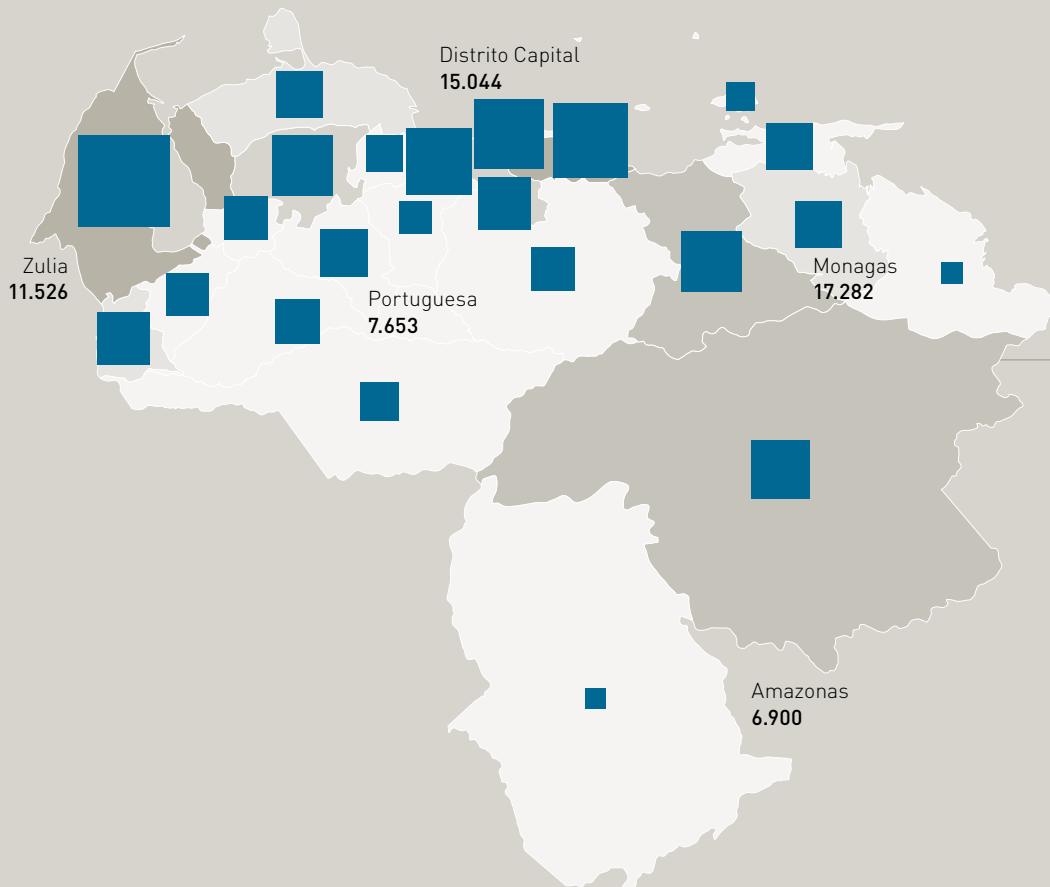 Distrito Capital
15.044
Zulia
11.526
Monagas
17.282
Portuguesa
7.653
Amazonas
6.900